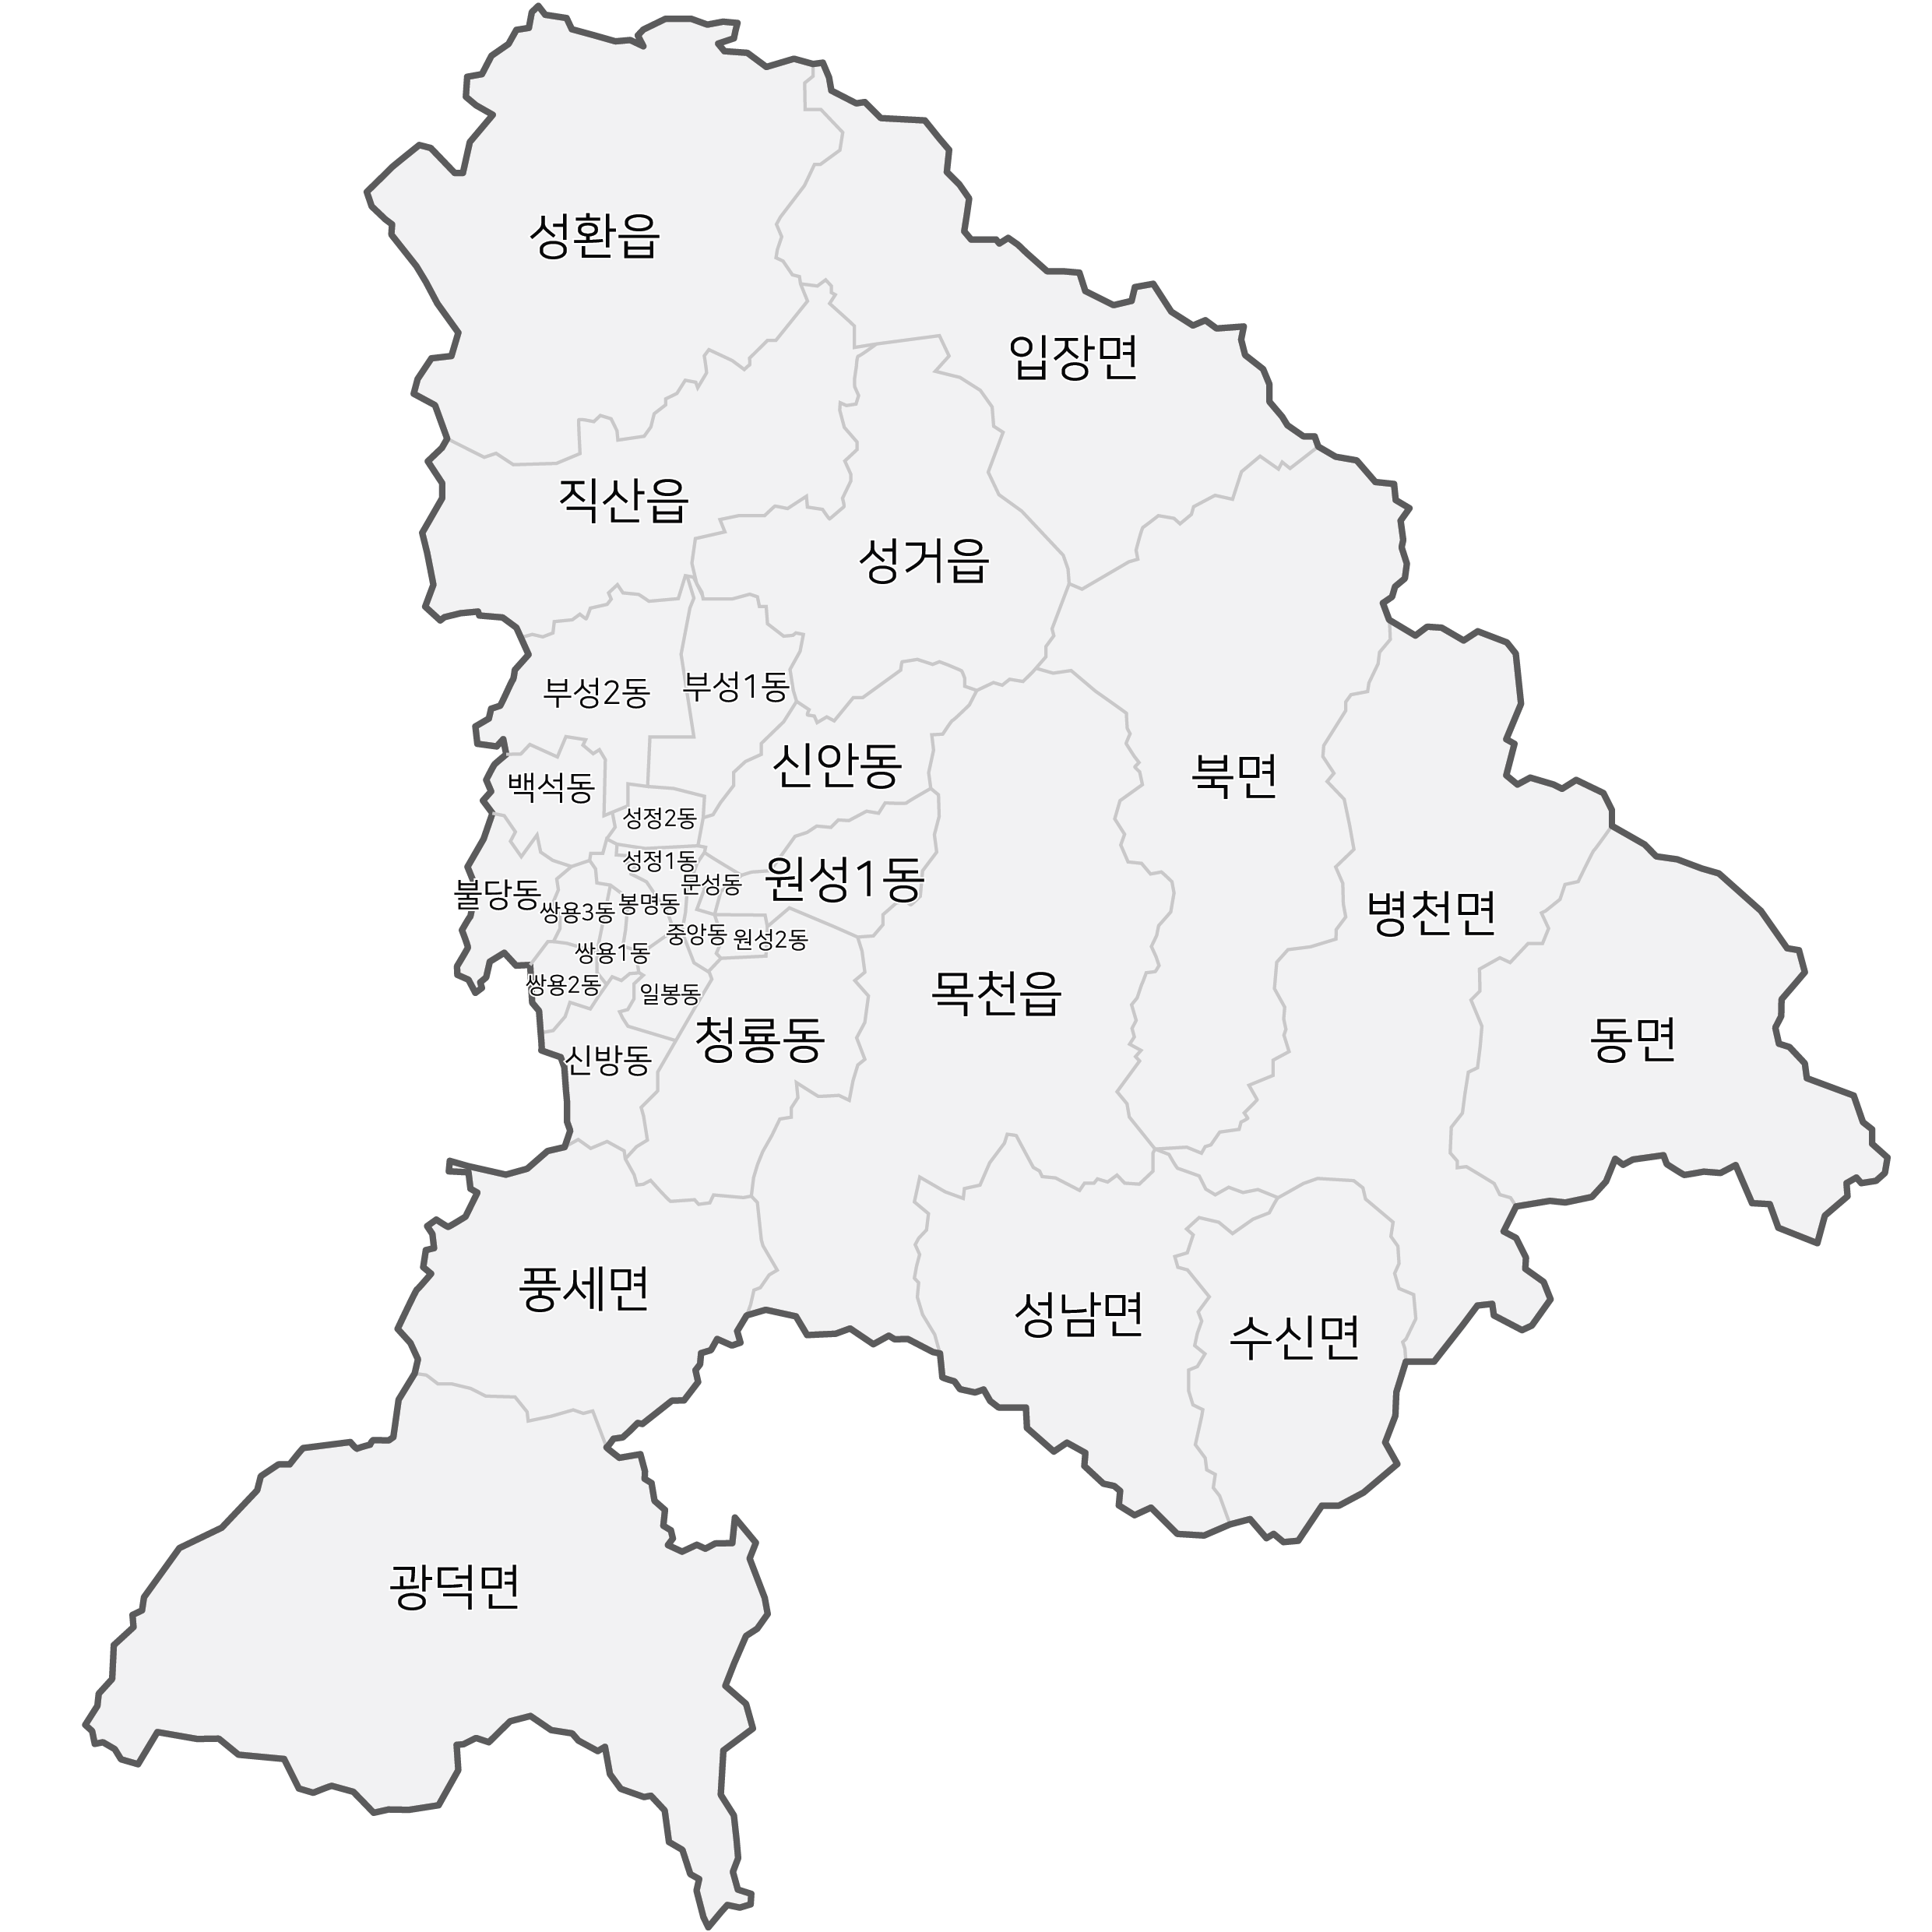 성환읍
입장면
직산읍
성거읍
부성2동
부성1동
신안동
북면
백석동
성정2동
성정1동
불당동
쌍용3동
봉명동
문성동
원성1동
병천면
중앙동
원성2동
쌍용1동
쌍용2동
일봉동
목천읍
청룡동
동면
신방동
풍세면
성남면
수신면
광덕면